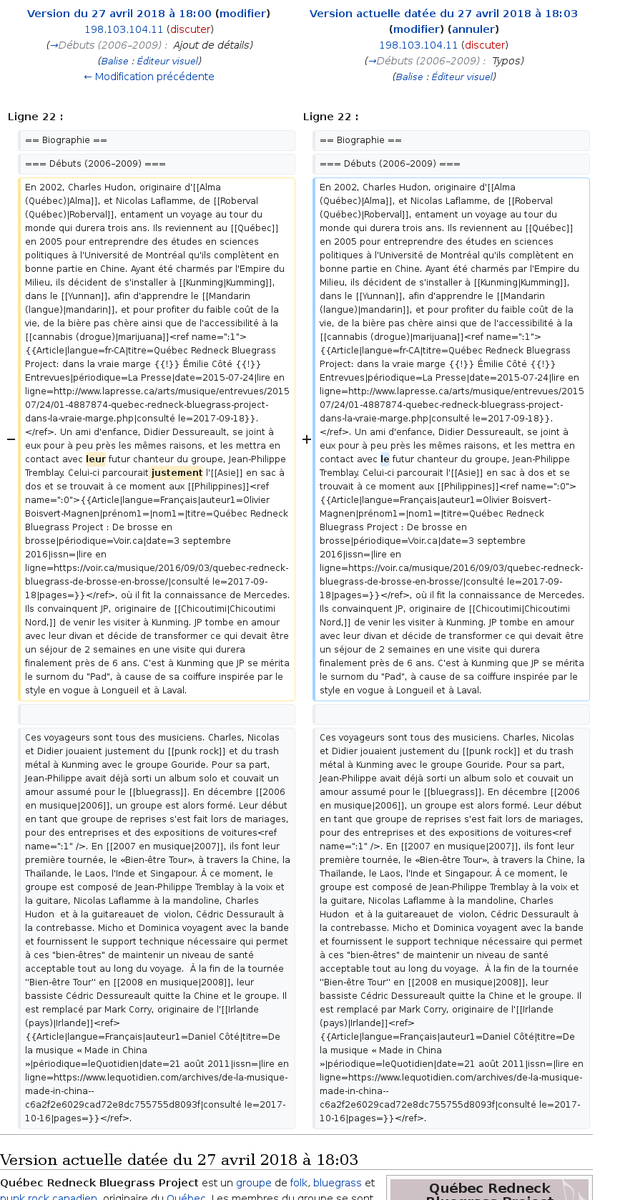 Version du 27 avril 2018 à 18:00 (modifier)
198.103.104.11 (discuter)
(→Débuts (2006–2009) : Ajout de détails)
(Balise : Éditeur visuel)
← Modification précédente
Version actuelle datée du 27 avril 2018 à 18:03
(modifier) (annuler)
198.103.104.11 (discuter)
(→Débuts (2006–2009) : Typos)
(Balise : Éditeur visuel)
Ligne 22 :
== Biographie ==
=== Débuts (2006–2009) ===
−
En 2002, Charles Hudon, originaire d'[[Alma
(Québec)|Alma]], et Nicolas Laflamme, de [[Roberval
(Québec)|Roberval]], entament un voyage au tour du
monde qui durera trois ans. Ils reviennent au [[Québec]]
en 2005 pour entreprendre des études en sciences
politiques à l'Université de Montréal qu'ils complètent en
bonne partie en Chine. Ayant été charmés par l'Empire du
Milieu, ils décident de s'installer à [[Kunming|Kumming]],
dans le [[Yunnan]], afin d'apprendre le [[Mandarin
(langue)|mandarin]], et pour profiter du faible coût de la
vie, de la bière pas chère ainsi que de l'accessibilité à la
[[cannabis (drogue)|marijuana]]<ref name=":1">
{{Article|langue=fr-CA|titre=Québec Redneck Bluegrass
Project: dans la vraie marge {{!}} Émilie Côté {{!}}
Entrevues|périodique=La Presse|date=2015-07-24|lire en
ligne=http://www.lapresse.ca/arts/musique/entrevues/2015
07/24/01-4887874-quebec-redneck-bluegrass-project-
dans-la-vraie-marge.php|consulté le=2017-09-18}}.
</ref>. Un ami d'enfance, Didier Dessureault, se joint à
eux pour à peu près les mêmes raisons, et les mettra en
contact avec leur futur chanteur du groupe, Jean-Philippe
Tremblay. Celui-ci parcourait justement l'[[Asie]] en sac à
dos et se trouvait à ce moment aux [[Philippines]]<ref
name=":0">{{Article|langue=Français|auteur1=Olivier
Boisvert-Magnen|prénom1=|nom1=|titre=Québec Redneck
Bluegrass Project : De brosse en
brosse|périodique=Voir.ca|date=3 septembre
2016|issn=|lire en
ligne=https://voir.ca/musique/2016/09/03/quebec-redneck-
bluegrass-de-brosse-en-brosse/|consulté le=2017-09-
18|pages=}}</ref>, où il fit la connaissance de Mercedes.
Ils convainquent JP, originaire de [[Chicoutimi|Chicoutimi
Nord,]] de venir les visiter à Kunming. JP tombe en amour
avec leur divan et décide de transformer ce qui devait être
un séjour de 2 semaines en une visite qui durera
finalement près de 6 ans. C'est à Kunming que JP se mérita
le surnom du "Pad", à cause de sa coiffure inspirée par le
style en vogue à Longueil et à Laval.
Ces voyageurs sont tous des musiciens. Charles, Nicolas
et Didier jouaient justement du [[punk rock]] et du trash
métal à Kunming avec le groupe Gouride. Pour sa part,
Jean-Philippe avait déjà sorti un album solo et couvait un
amour assumé pour le [[bluegrass]]. En décembre [[2006
en musique|2006]], un groupe est alors formé. Leur début
en tant que groupe de reprises s'est fait lors de mariages,
pour des entreprises et des expositions de voitures<ref
name=":1" />. En [[2007 en musique|2007]], ils font leur
première tournée, le «Bien-être Tour», à travers la Chine, la
Thaïlande, le Laos, l'Inde et Singapour. À ce moment, le
groupe est composé de Jean-Philippe Tremblay à la voix et
la guitare, Nicolas Laflamme à la mandoline, Charles
Hudon  et à la guitareauet de  violon, Cédric Dessurault à
la contrebasse. Micho et Dominica voyagent avec la bande
et fournissent le support technique nécessaire qui permet
à ces "bien-êtres" de maintenir un niveau de santé
acceptable tout au long du voyage.  À la fin de la tournée
"Bien-être Tour" en [[2008 en musique|2008]], leur
bassiste Cédric Dessureault quitte la Chine et le groupe. Il
est remplacé par Mark Corry, originaire de l'[[Irlande
(pays)|Irlande]]<ref>
{{Article|langue=Français|auteur1=Daniel Côté|titre=De
la musique « Made in China
»|périodique=leQuotidien|date=21 août 2011|issn=|lire en
ligne=https://www.lequotidien.com/archives/de-la-musique-
made-in-china--
c6a2f2e6029cad72e8dc755755d8093f|consulté le=2017-
10-16|pages=}}</ref>.
Ligne 22 :
== Biographie ==
=== Débuts (2006–2009) ===
+
En 2002, Charles Hudon, originaire d'[[Alma
(Québec)|Alma]], et Nicolas Laflamme, de [[Roberval
(Québec)|Roberval]], entament un voyage au tour du
monde qui durera trois ans. Ils reviennent au [[Québec]]
en 2005 pour entreprendre des études en sciences
politiques à l'Université de Montréal qu'ils complètent en
bonne partie en Chine. Ayant été charmés par l'Empire du
Milieu, ils décident de s'installer à [[Kunming|Kumming]],
dans le [[Yunnan]], afin d'apprendre le [[Mandarin
(langue)|mandarin]], et pour profiter du faible coût de la
vie, de la bière pas chère ainsi que de l'accessibilité à la
[[cannabis (drogue)|marijuana]]<ref name=":1">
{{Article|langue=fr-CA|titre=Québec Redneck Bluegrass
Project: dans la vraie marge {{!}} Émilie Côté {{!}}
Entrevues|périodique=La Presse|date=2015-07-24|lire en
ligne=http://www.lapresse.ca/arts/musique/entrevues/2015
07/24/01-4887874-quebec-redneck-bluegrass-project-
dans-la-vraie-marge.php|consulté le=2017-09-18}}.
</ref>. Un ami d'enfance, Didier Dessureault, se joint à
eux pour à peu près les mêmes raisons, et les mettra en
contact avec le futur chanteur du groupe, Jean-Philippe
Tremblay. Celui-ci parcourait l'[[Asie]] en sac à dos et se
trouvait à ce moment aux [[Philippines]]<ref name=":0">
{{Article|langue=Français|auteur1=Olivier Boisvert-
Magnen|prénom1=|nom1=|titre=Québec Redneck
Bluegrass Project : De brosse en
brosse|périodique=Voir.ca|date=3 septembre
2016|issn=|lire en
ligne=https://voir.ca/musique/2016/09/03/quebec-redneck-
bluegrass-de-brosse-en-brosse/|consulté le=2017-09-
18|pages=}}</ref>, où il fit la connaissance de Mercedes.
Ils convainquent JP, originaire de [[Chicoutimi|Chicoutimi
Nord,]] de venir les visiter à Kunming. JP tombe en amour
avec leur divan et décide de transformer ce qui devait être
un séjour de 2 semaines en une visite qui durera
finalement près de 6 ans. C'est à Kunming que JP se mérita
le surnom du "Pad", à cause de sa coiffure inspirée par le
style en vogue à Longueil et à Laval.
Ces voyageurs sont tous des musiciens. Charles, Nicolas
et Didier jouaient justement du [[punk rock]] et du trash
métal à Kunming avec le groupe Gouride. Pour sa part,
Jean-Philippe avait déjà sorti un album solo et couvait un
amour assumé pour le [[bluegrass]]. En décembre [[2006
en musique|2006]], un groupe est alors formé. Leur début
en tant que groupe de reprises s'est fait lors de mariages,
pour des entreprises et des expositions de voitures<ref
name=":1" />. En [[2007 en musique|2007]], ils font leur
première tournée, le «Bien-être Tour», à travers la Chine, la
Thaïlande, le Laos, l'Inde et Singapour. À ce moment, le
groupe est composé de Jean-Philippe Tremblay à la voix et
la guitare, Nicolas Laflamme à la mandoline, Charles
Hudon  et à la guitareauet de  violon, Cédric Dessurault à
la contrebasse. Micho et Dominica voyagent avec la bande
et fournissent le support technique nécessaire qui permet
à ces "bien-êtres" de maintenir un niveau de santé
acceptable tout au long du voyage.  À la fin de la tournée
"Bien-être Tour" en [[2008 en musique|2008]], leur
bassiste Cédric Dessureault quitte la Chine et le groupe. Il
est remplacé par Mark Corry, originaire de l'[[Irlande
(pays)|Irlande]]<ref>
{{Article|langue=Français|auteur1=Daniel Côté|titre=De
la musique « Made in China
»|périodique=leQuotidien|date=21 août 2011|issn=|lire en
ligne=https://www.lequotidien.com/archives/de-la-musique-
made-in-china--
c6a2f2e6029cad72e8dc755755d8093f|consulté le=2017-
10-16|pages=}}</ref>.
Version actuelle datée du 27 avril 2018 à 18:03
Québec Redneck Bluegrass Project est un groupe de folk, bluegrass et
punk rock canadien, originaire du Québec. Les membres du groupe se sont
Québec Redneck
Bluegrass Project